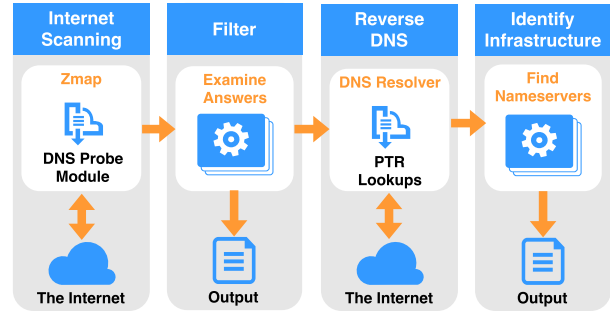 Internet
Scanning
Zmap
DNS Probe
Module
The Internet
Filter
Examine
Answers
Output
Reverse
DNS
DNS Resolver
PTR
Lookups
The Internet
Identify
Infrastructure
Find
Nameservers
Output